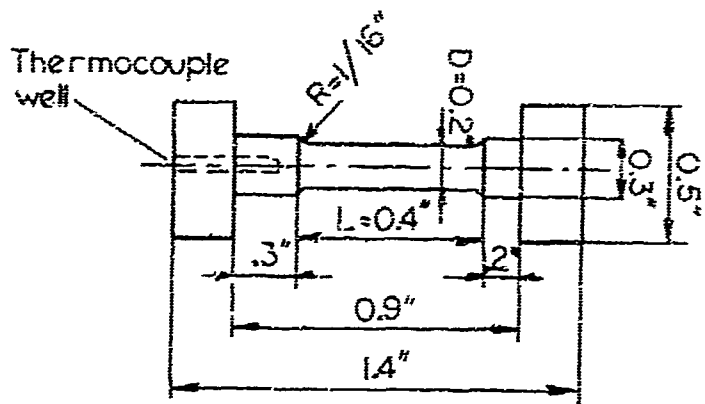 Thermocouple
well
R=1/16"
D=0.2"
0.3"
0.5"
L=0.4"
.3"
.2"
0.9"
1.4"